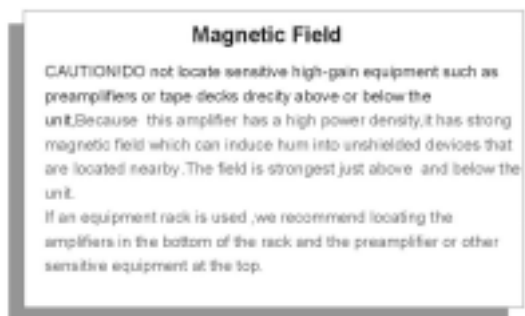 Magnetic Field
CAUTION!DO not locate sensitive high-gain equipment such as
preamplifiers or tape decks drecity above or below the
unit,Because this amplifier has a high power density,it has strong
magnetic field which can induce hum into unshielded devices that
are located nearby.The field is strongest just above and below the
unit.
If an equipment rack is used ,we recommend locating the
amplifiers in the bottom of the rack and the preamplifier or other
sensitive equipment at the top.